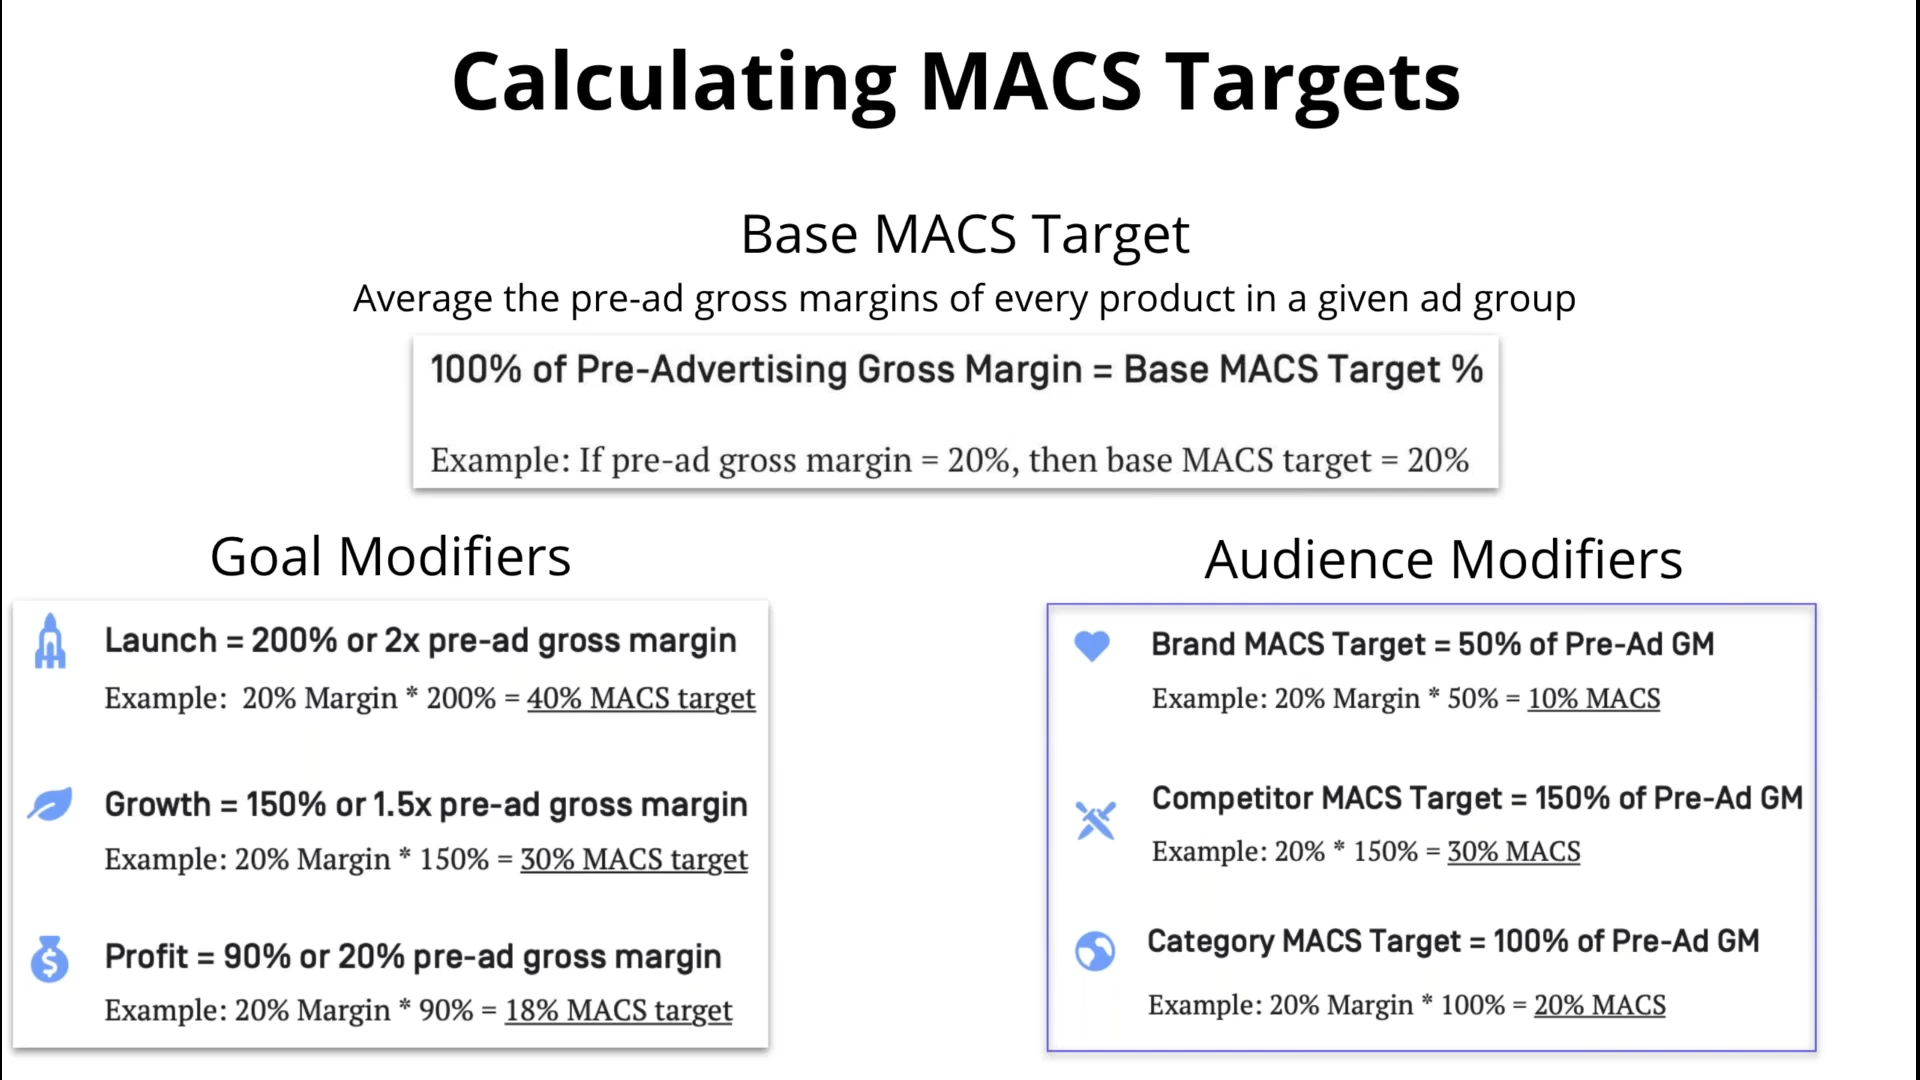 Calculating MACS Targets
Base MACS Target
Average the pre-ad gross margins of every product in a given ad group
100% of Pre-Advertising Gross Margin = Base MACS Target %
Example: If pre-ad gross margin = 20%, then base MACS target = 20%
Goal Modifiers
Launch = 200% or 2x pre-ad gross margin
Example: 20% Margin * 200% = 40% MACS target
Growth = 150% or 1.5x pre-ad gross margin
Example: 20% Margin * 150% = 30% MACS target
Profit = 90% or 20% pre-ad gross margin
Example: 20% Margin * 90% = 18% MACS target
Audience Modifiers
Brand MACS Target = 50% of Pre-Ad GM
Example: 20% Margin * 50% = 10% MACS
Competitor MACS Target = 150% of Pre-Ad GM
Example: 20% * 150% = 30% MACS
Category MACS Target = 100% of Pre-Ad GM
Example: 20% Margin * 100% = 20% MACS